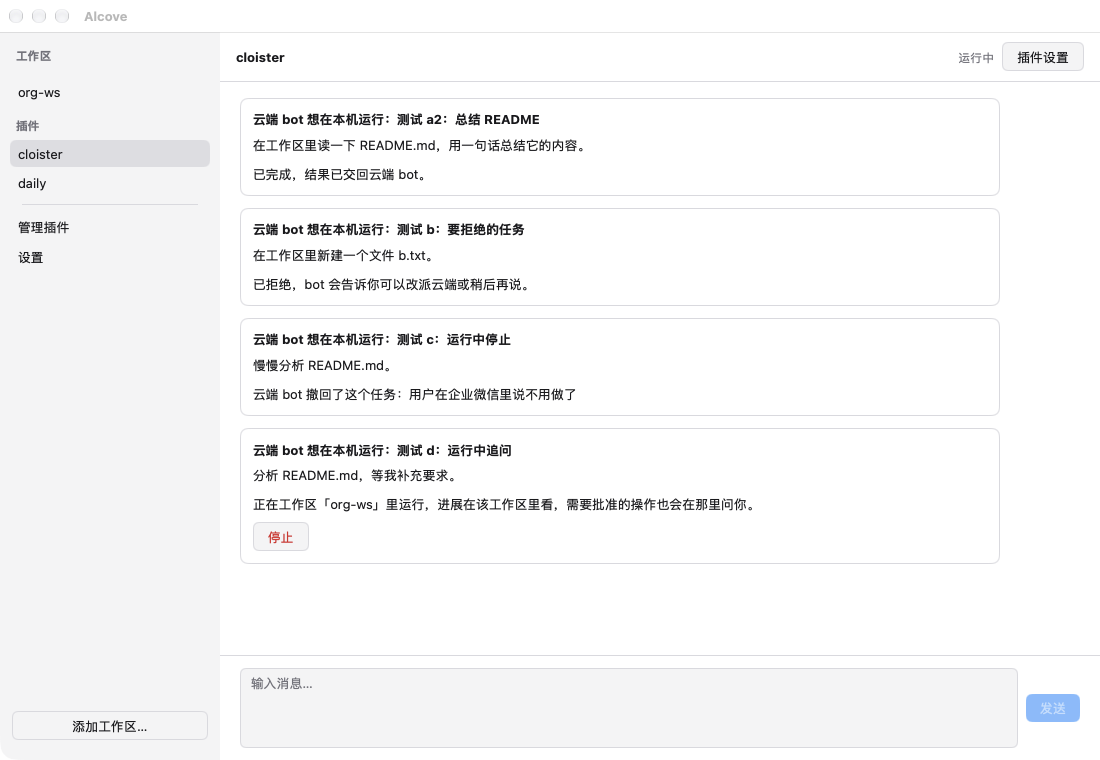 Alcove
工作区
org-ws
插件
cloister
daily
管理插件
设置
添加工作区...
cloister
运行中
插件设置
云端 bot 想在本机运行：测试 a2：总结 README
在工作区里读一下 README.md，用一句话总结它的内容。
已完成，结果已交回云端 bot。
云端 bot 想在本机运行：测试 b：要拒绝的任务
在工作区里新建一个文件 b.txt。
已拒绝，bot 会告诉你可以改派云端或稍后再说。
云端 bot 想在本机运行：测试 c：运行中停止
慢慢分析 README.md。
云端 bot 撤回了这个任务：用户在企业微信里说不用做了
云端 bot 想在本机运行：测试 d：运行中追问
分析 README.md，等我补充要求。
正在工作区「org-ws」里运行，进展在该工作区里看，需要批准的操作也会在那里问你。
停止
输入消息...
发送